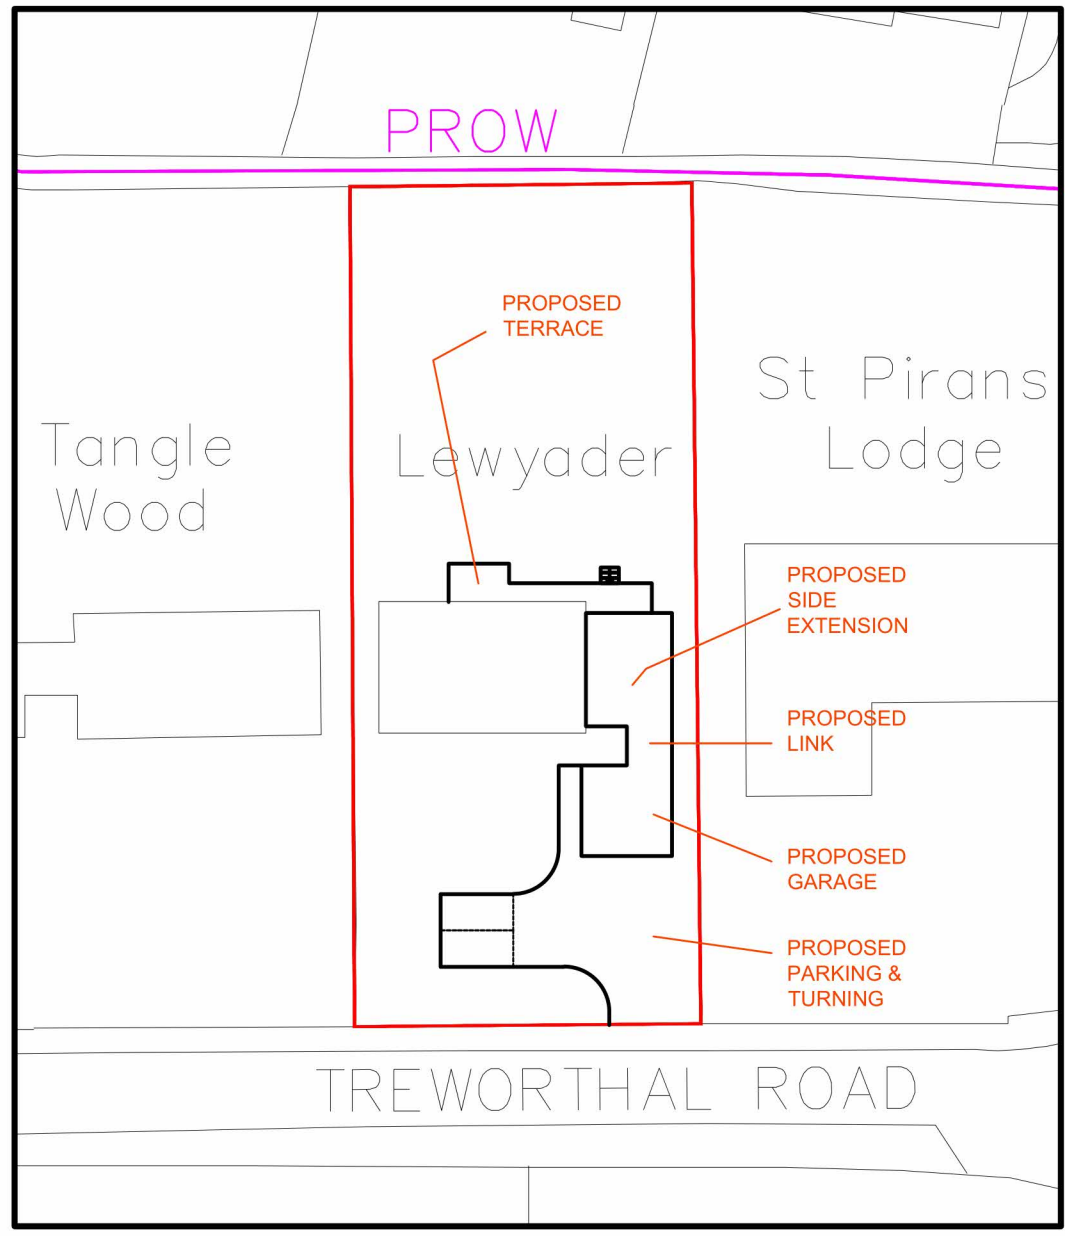 PROW
PROPOSED
TERRACE
St Pirans
Lodge
Tangle
Wood
Lewyader
PROPOSED
SIDE
EXTENSION
PROPOSED
LINK
PROPOSED
GARAGE
PROPOSED
PARKING &
TURNING
TREWORTHAL ROAD